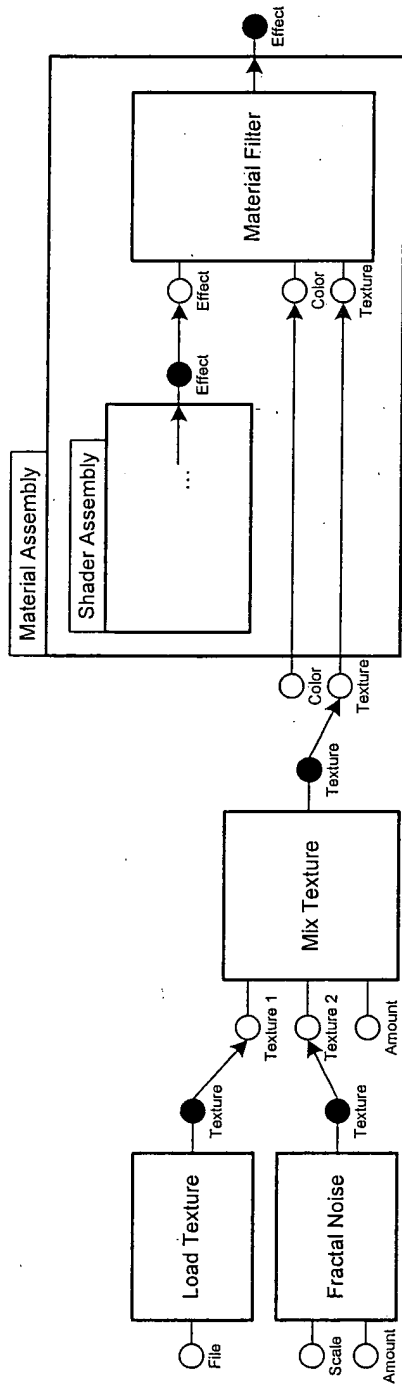 File
Load Texture
Texture
Scale
Amount
Fractal Noise
Texture
Texture 1
Texture 2
Amount
Mix Texture
Texture
Color
Texture
Material Assembly
Shader Assembly
...
Effect
Effect
Color
Texture
Material Filter
Effect